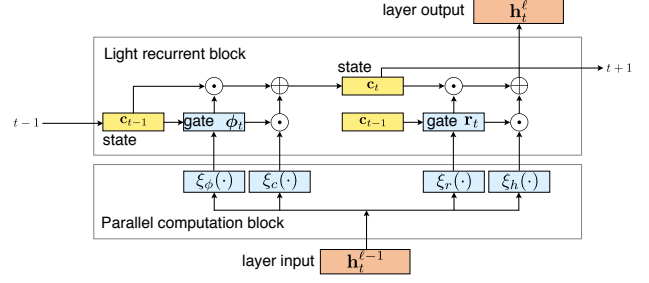 layer output h_t^ℓ
Light recurrent block
state
c_t
t+1
t−1
c_{t−1}
gate ϕ_t
c_{t−1}
gate r_t
state
ξ_ϕ(·) ξ_c(·) ξ_r(·) ξ_h(·)
Parallel computation block
layer input h_t^{ℓ−1}